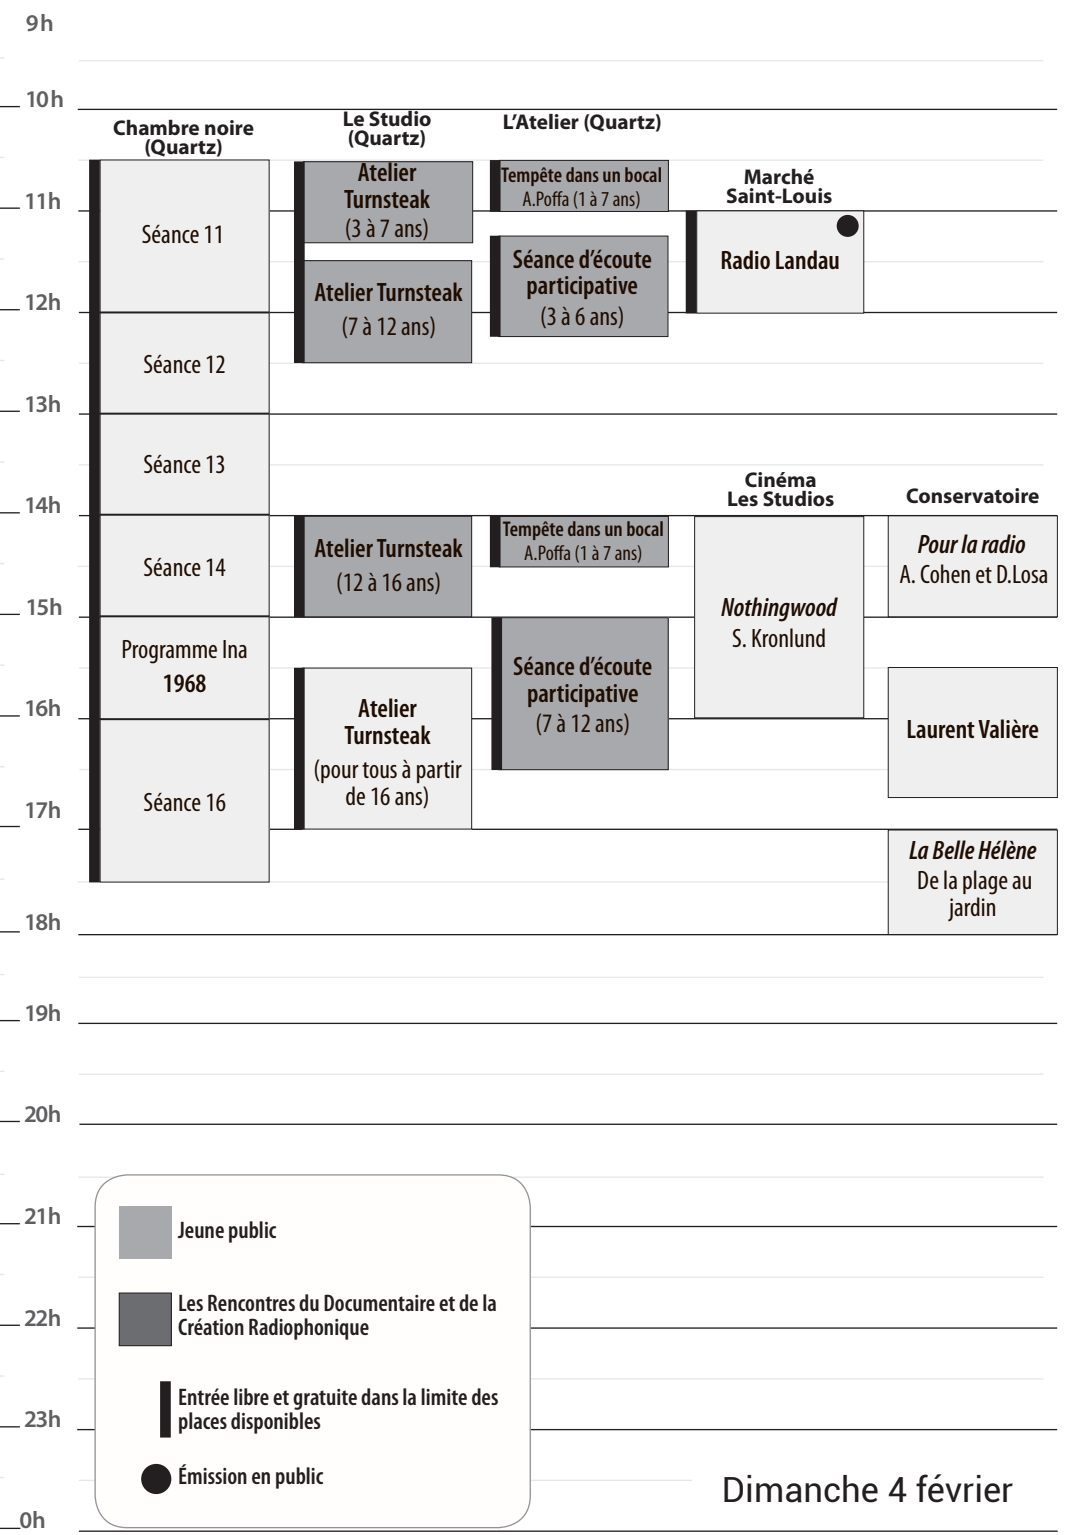 9h
10h
11h
12h
13h
14h
15h
16h
17h
18h
19h
20h
21h
22h
23h
0h
Chambre noire
(Quartz)
Séance 11
Séance 12
Séance 13
Séance 14
Programme Ina
1968
Séance 16
Le Studio
(Quartz)
Atelier
Turnsteak
(3 à 7 ans)
Atelier Turnsteak
(7 à 12 ans)
Atelier Turnsteak
(12 à 16 ans)
Atelier
Turnsteak
(pour tous à partir
de 16 ans)
L'Atelier (Quartz)
Tempête dans un bocal
A.Poffa (1 à 7 ans)
Séance d'écoute
participative
(3 à 6 ans)
Tempête dans un bocal
A.Poffa (1 à 7 ans)
Séance d'écoute
participative
(7 à 12 ans)
Marché
Saint-Louis
Radio Landau
Cinéma
Les Studios
Nothingwood
S. Kronlund
Conservatoire
Pour la radio
A. Cohen et D.Losa
Laurent Valière
La Belle Hélène
De la plage au
jardin
Jeune public
Les Rencontres du Documentaire et de la
Création Radiophonique
Entrée libre et gratuite dans la limite des
places disponibles
Émission en public
Dimanche 4 février